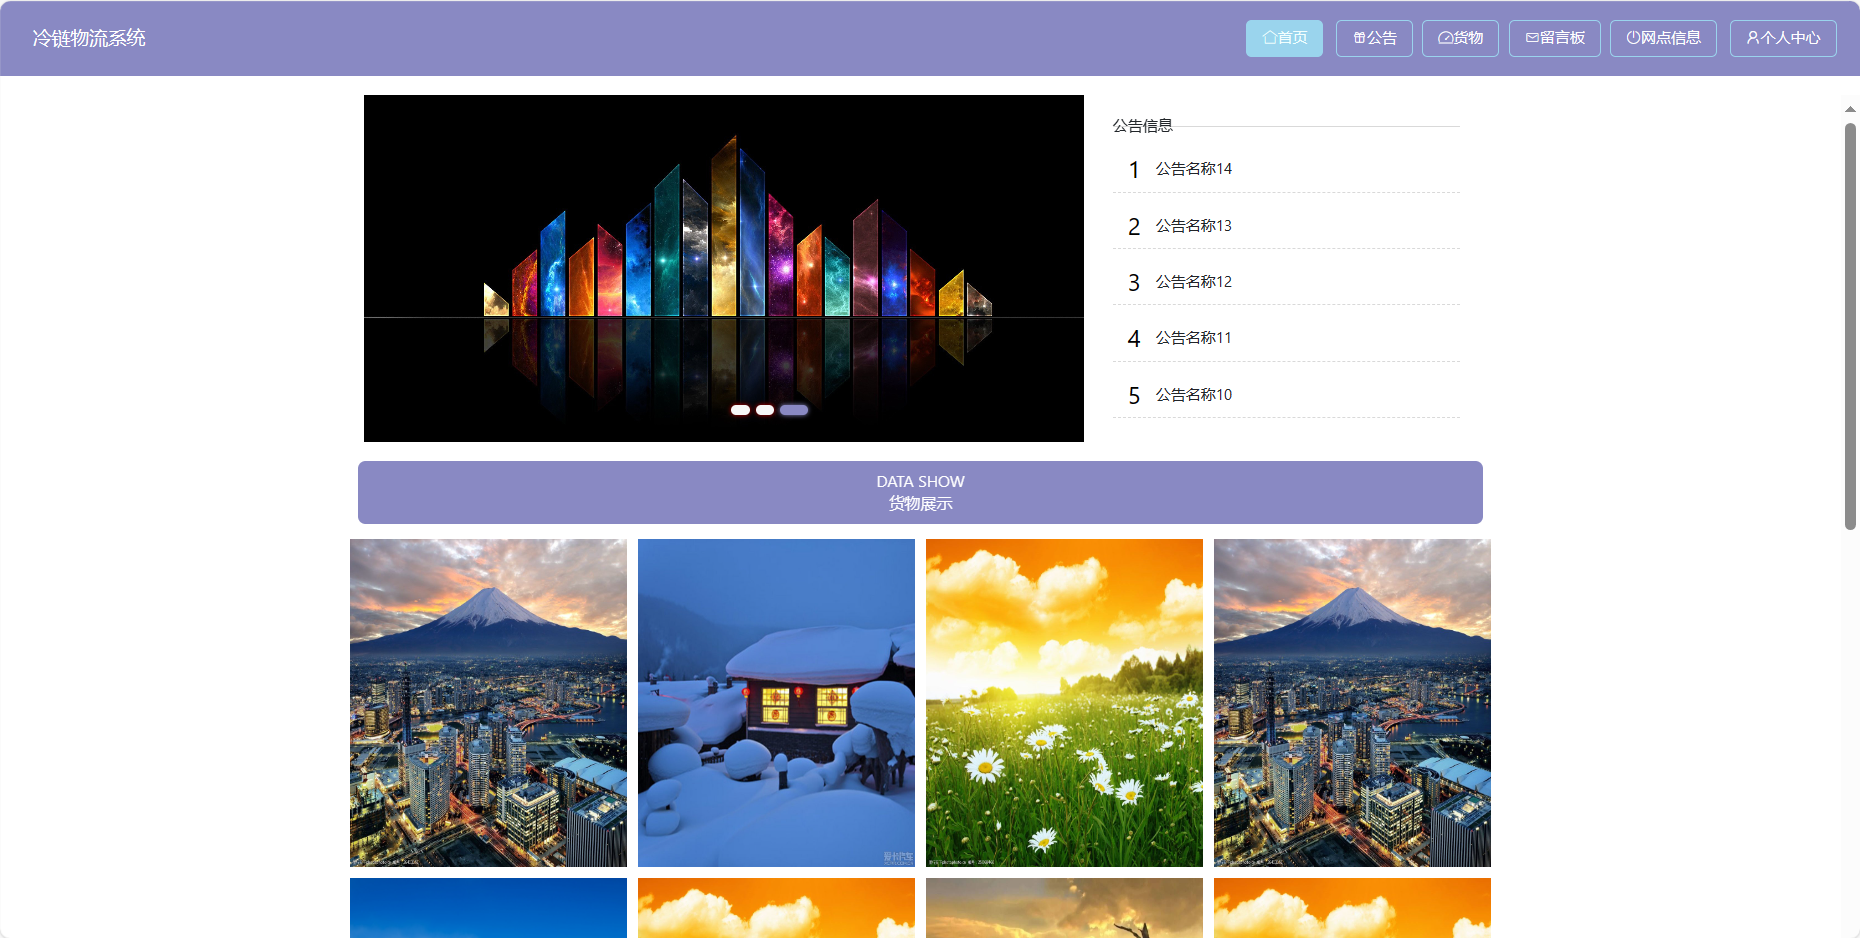 冷链物流系统
首页
公告
货物
留言板
网点信息
个人中心
公告信息
1 公告名称14
2 公告名称13
3 公告名称12
4 公告名称11
5 公告名称10
DATA SHOW
货物展示